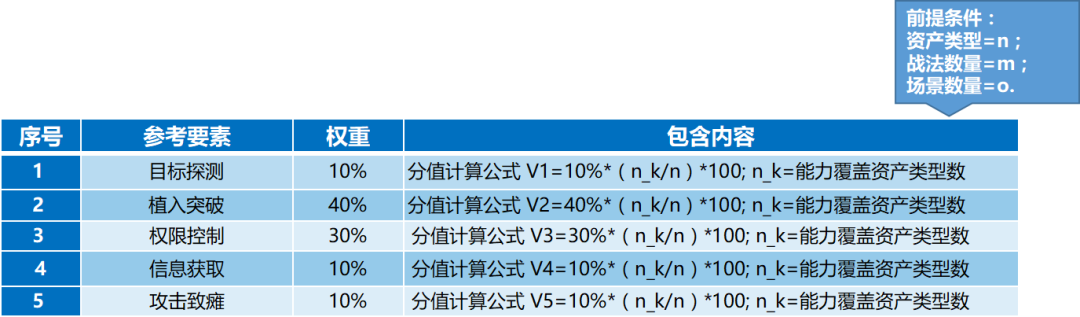 前提条件：
资产类型=n；
战法数量=m；
场景数量=o.
序号 参考要素 权重 包含内容
1 目标探测 10% 分值计算公式 V1=10%*（n_k/n）*100; n_k=能力覆盖资产类型数
2 植入突破 40% 分值计算公式 V2=40%*（n_k/n）*100; n_k=能力覆盖资产类型数
3 权限控制 30% 分值计算公式 V3=30%*（n_k/n）*100; n_k=能力覆盖资产类型数
4 信息获取 10% 分值计算公式 V4=10%*（n_k/n）*100; n_k=能力覆盖资产类型数
5 攻击致瘫 10% 分值计算公式 V5=10%*（n_k/n）*100; n_k=能力覆盖资产类型数